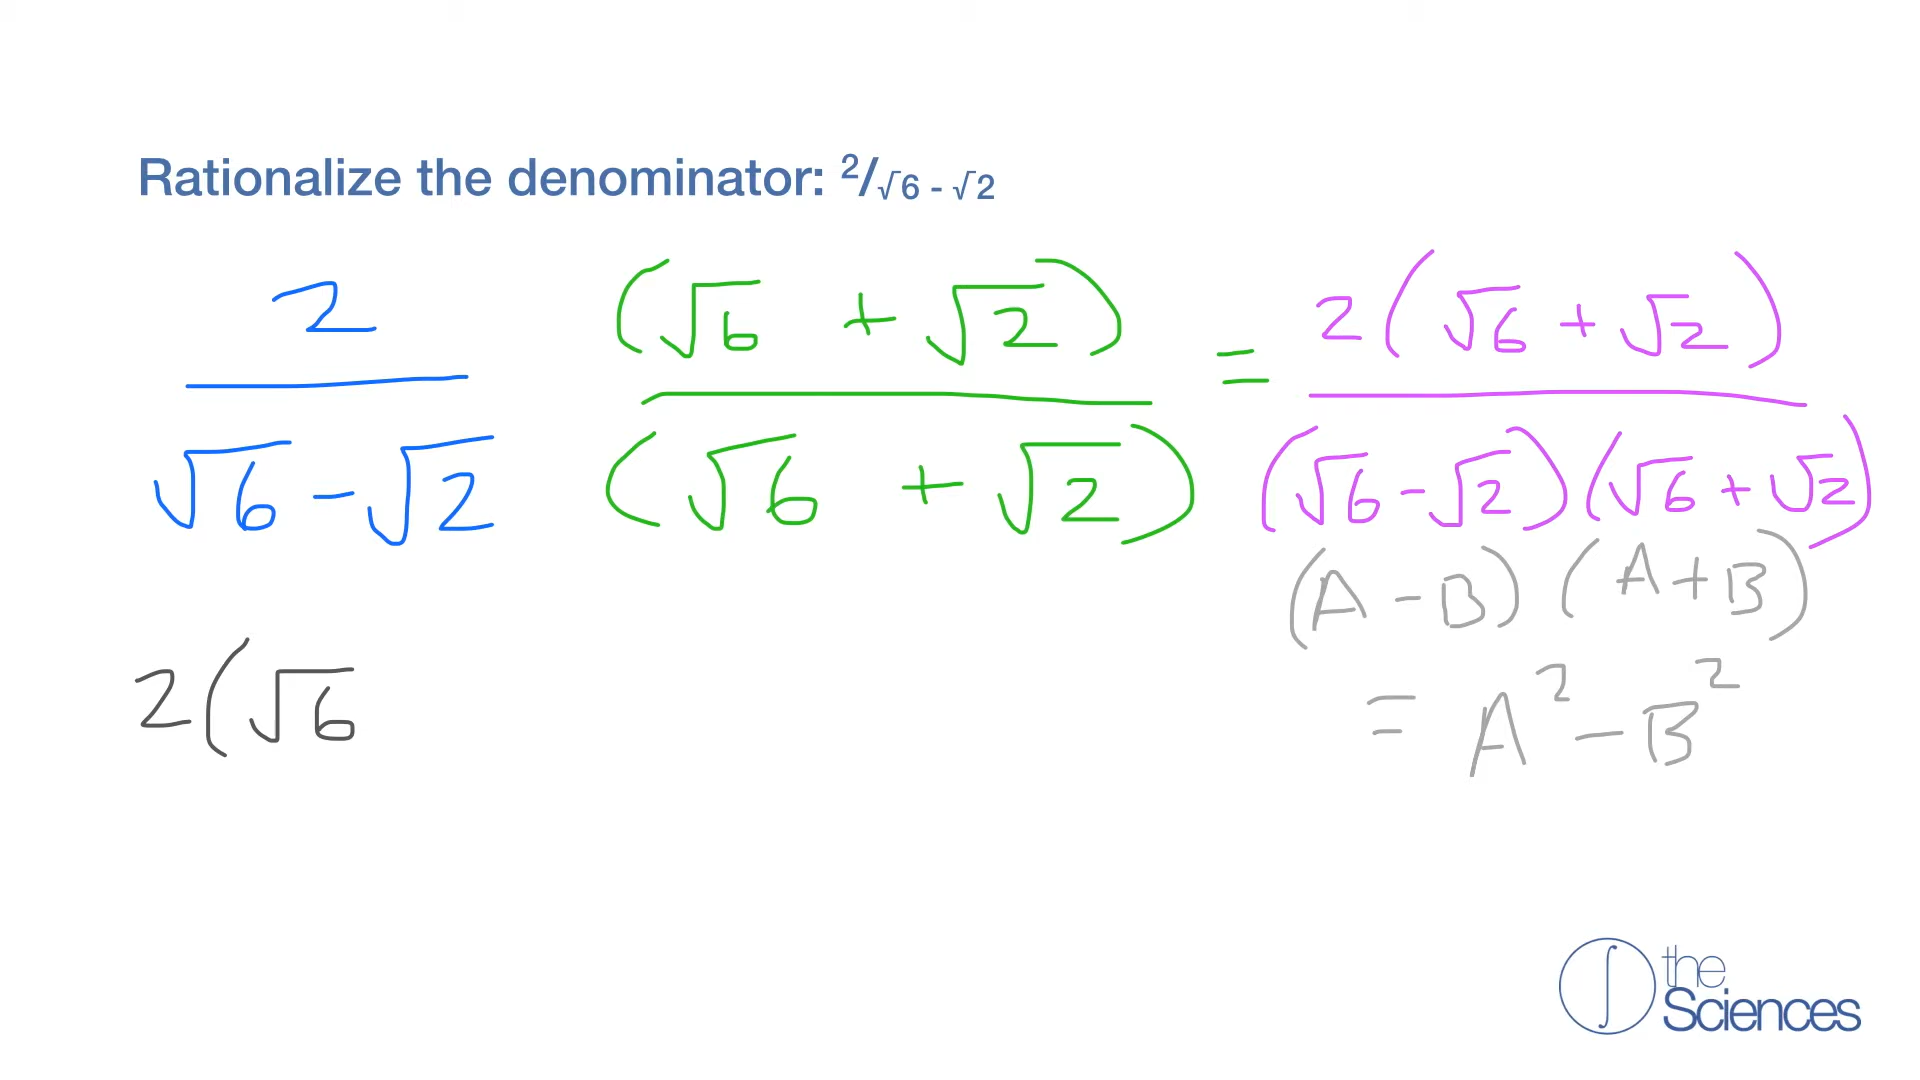 Rationalize the denominator: ²/√6 - √2
2 (√6 + √2) 2(√6 + √2)
— — = —
√6 - √2 (√6 + √2) (√6 - √2)(√6 + √2)
(A - B)(A + B)
2(√6
= A² - B²
the
Sciences